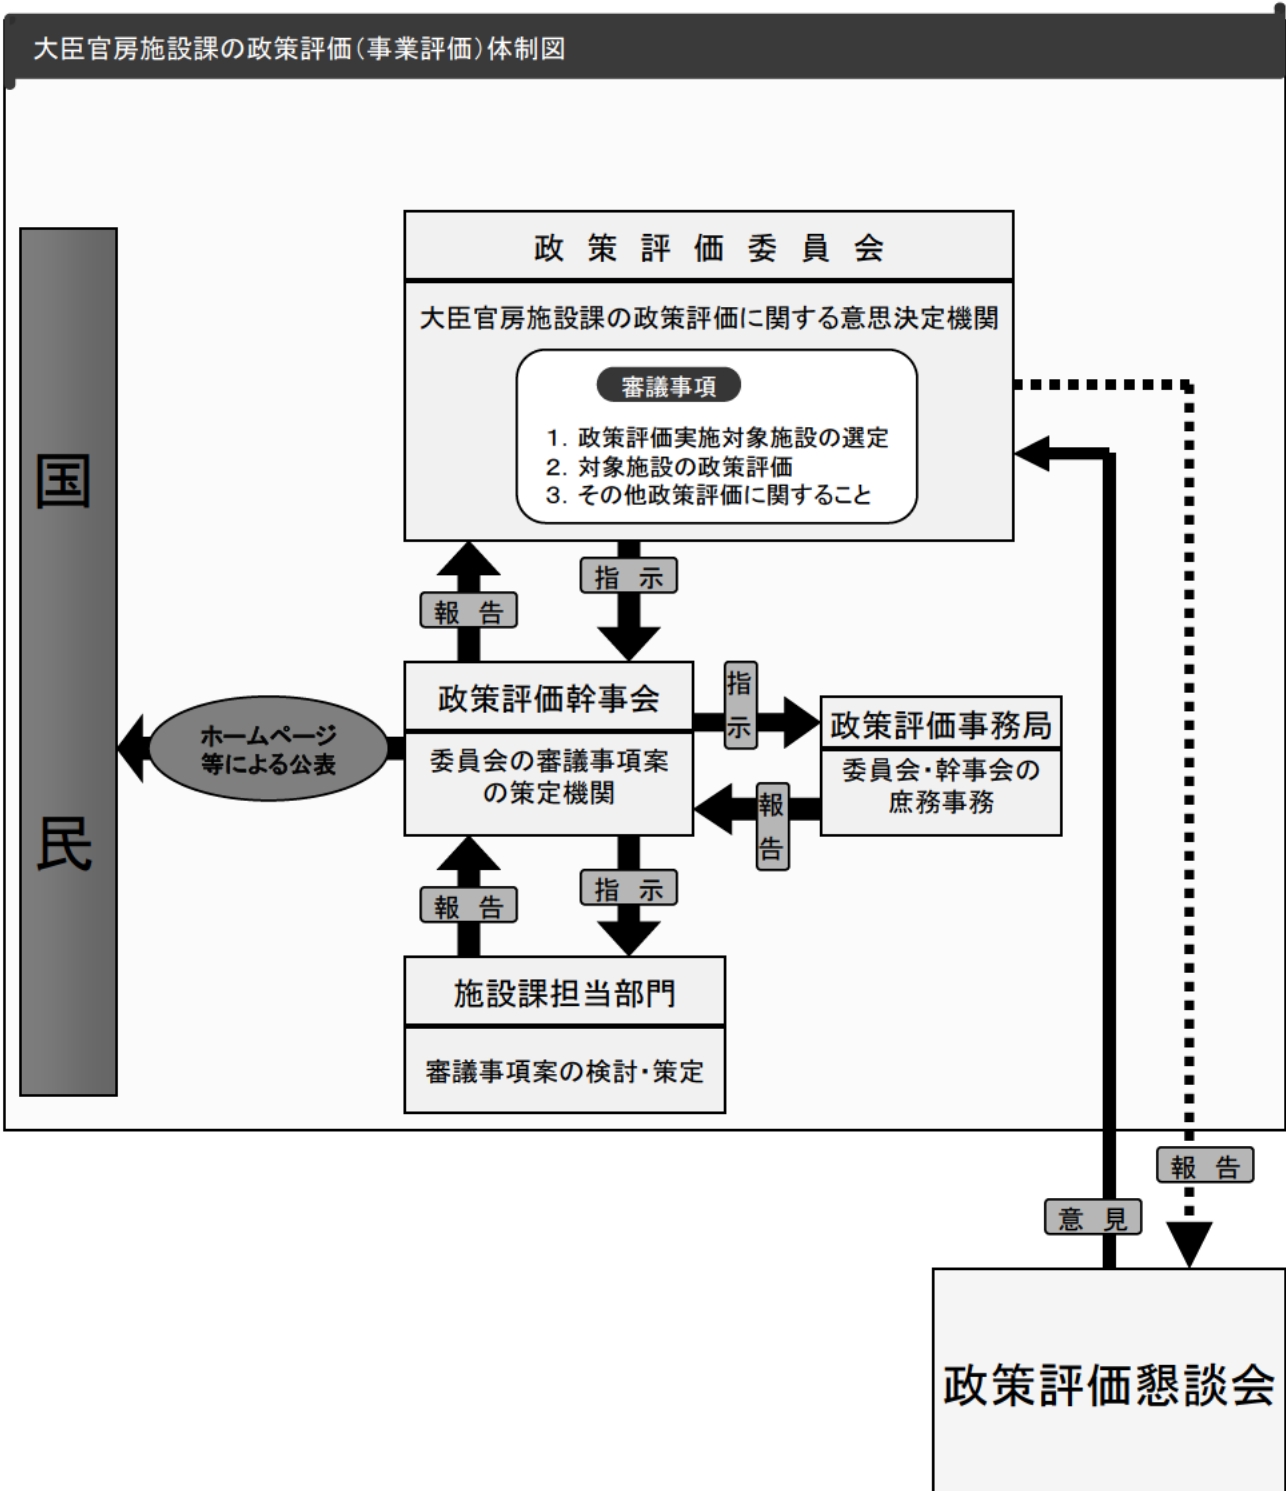 大臣官房施設課の政策評価(事業評価)体制図
政策評価委員会
大臣官房施設課の政策評価に関する意思決定機関
審議事項
1. 政策評価実施対象施設の選定
2. 対象施設の政策評価
3. その他政策評価に関すること
国民
報告
指示
政策評価幹事会
委員会の審議事項案
の策定機関
ホームページ
等による公表
指示
報告
政策評価事務局
委員会・幹事会の
庶務事務
報告
指示
施設課担当部門
審議事項案の検討・策定
報告
意見
政策評価懇談会